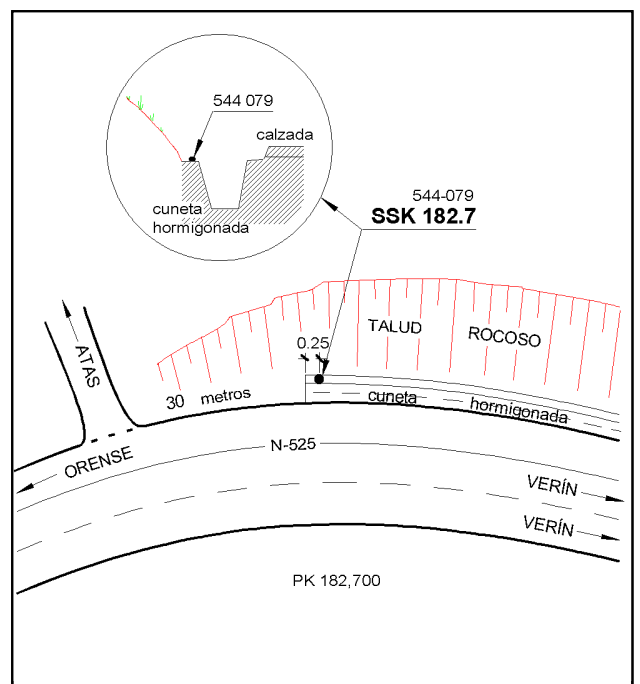 544 079
calzada
cuneta
hormigonada
544-079
SSK 182.7
TALUD ROCOSO
0.25
ATAS
30 metros
cuneta hormigonada
N-525
ORENSE
VERÍN
VERÍN
PK 182,700